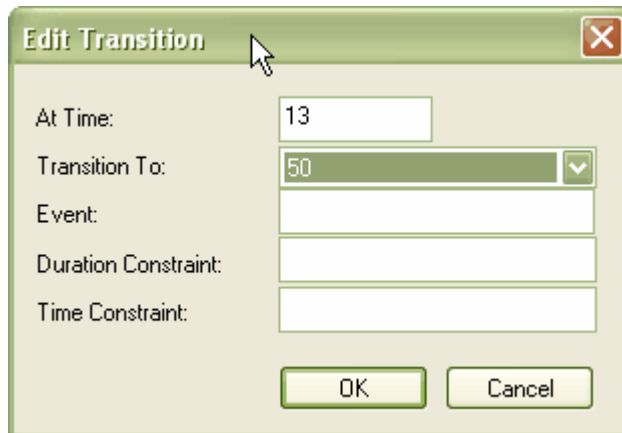 Edit Transition
At Time: 13
Transition To: 50
Event:
Duration Constraint:
Time Constraint:
OK Cancel